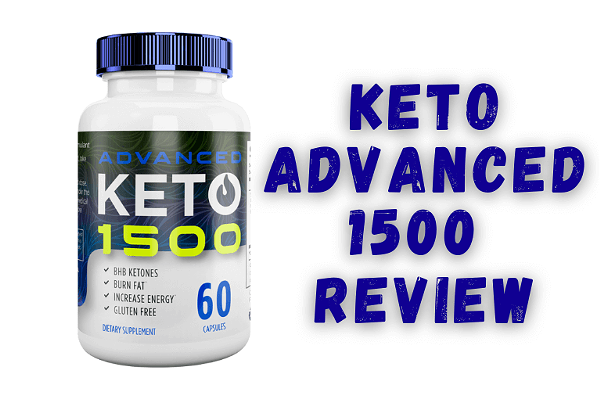 ADVANCED
KETO
1500
✓ BHB KETONES
✓ BURN FAT*
✓ INCREASE ENERGY*
✓ GLUTEN FREE
60
CAPSULES
DIETARY SUPPLEMENT
KETO
ADVANCED
1500
REVIEW